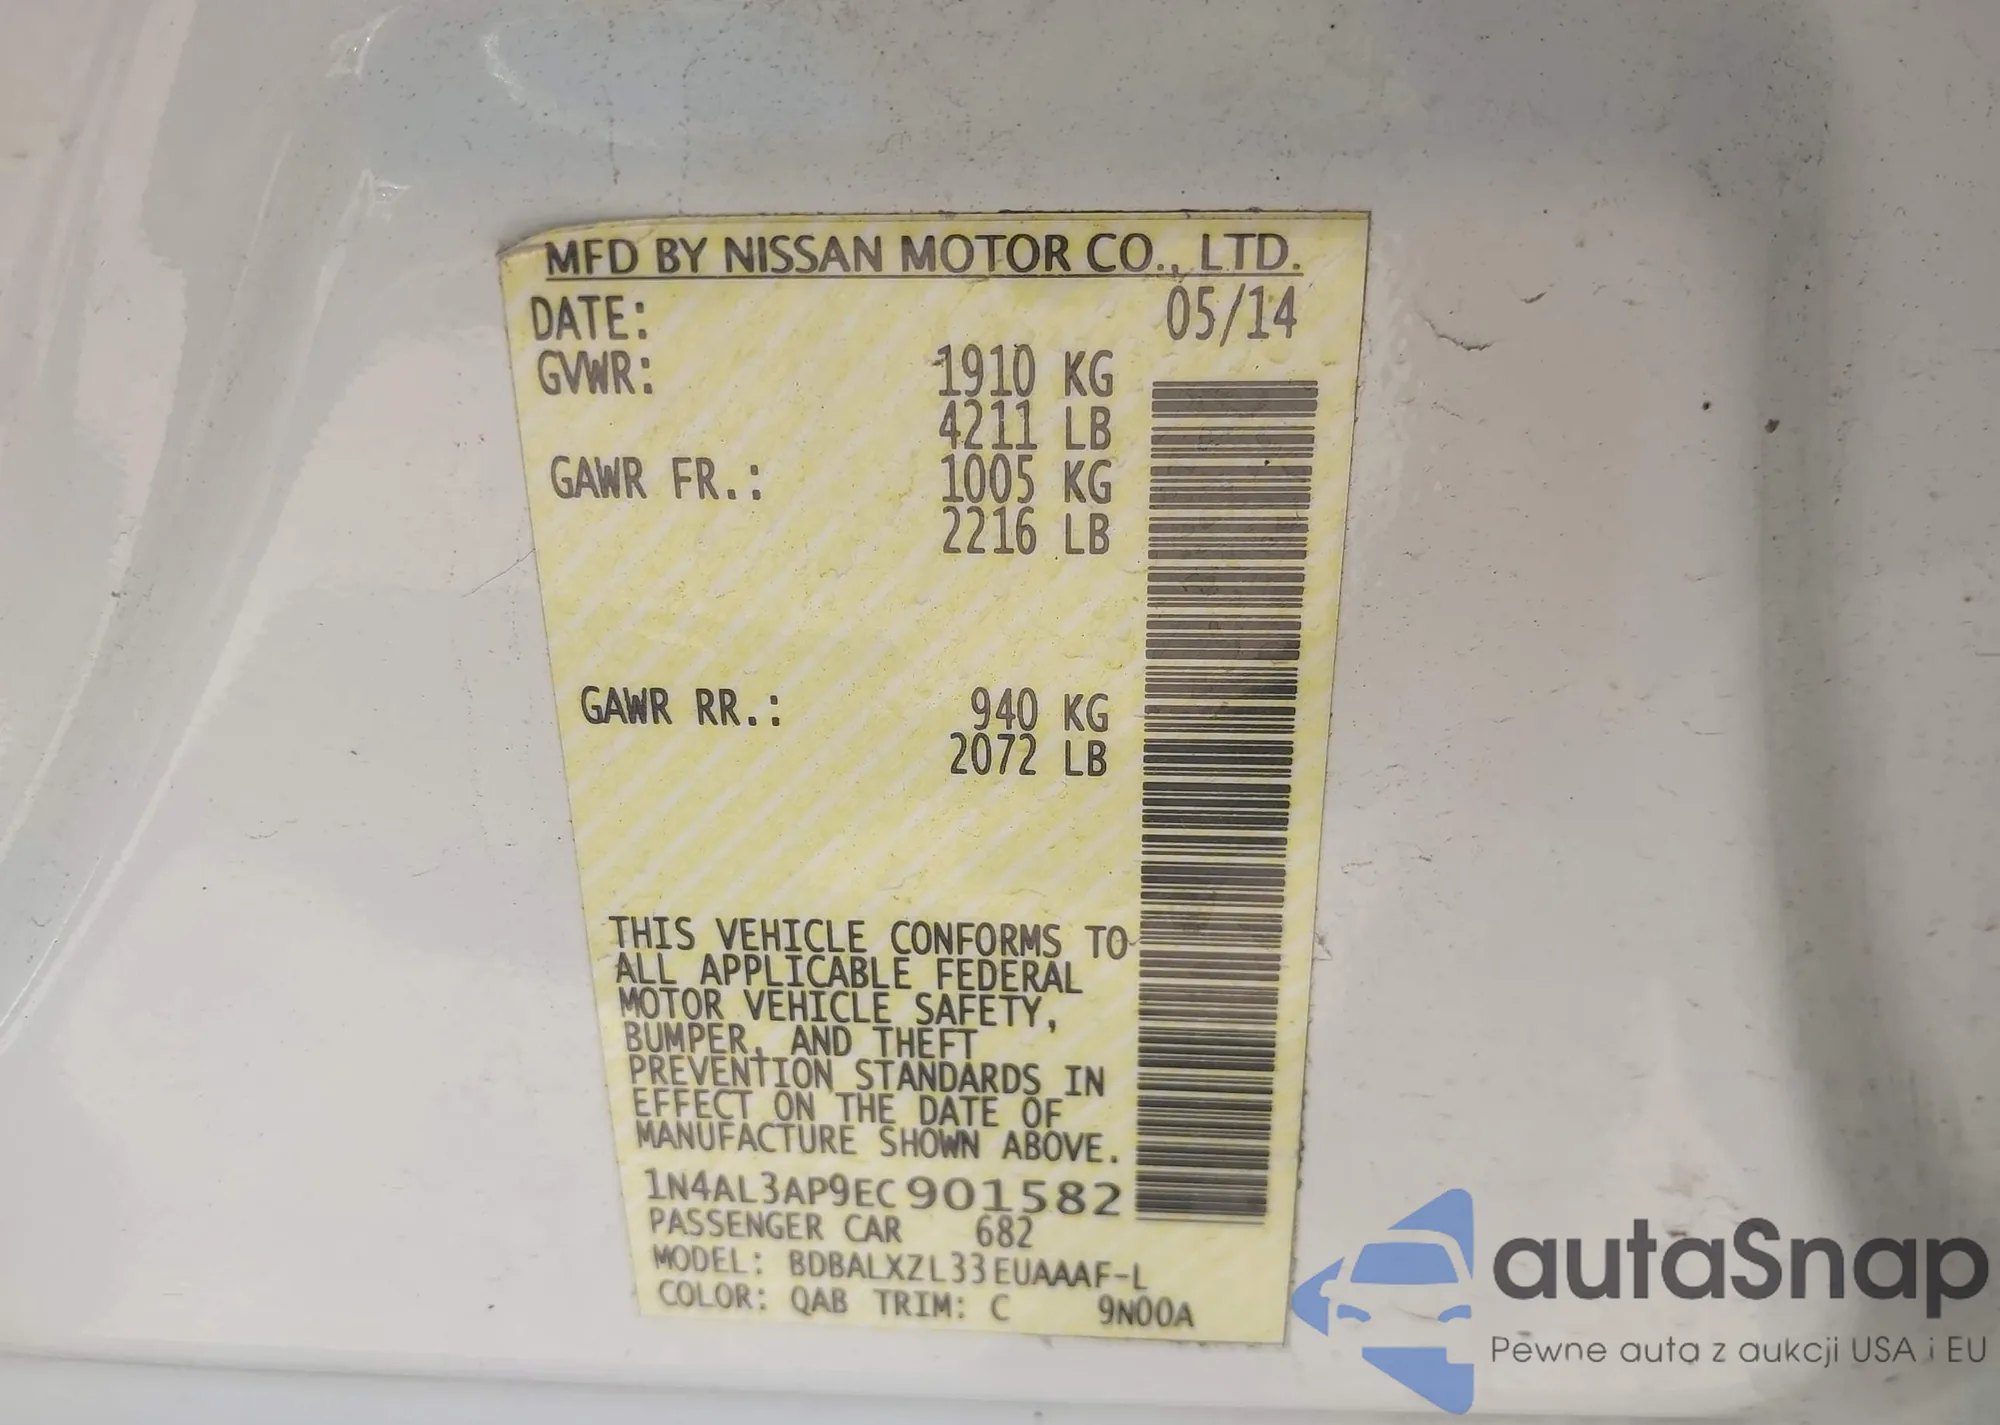 MFD BY NISSAN MOTOR CO., LTD.
DATE: 05/14
GVWR: 1910 KG
4211 LB
GAWR FR.: 1005 KG
2216 LB
GAWR RR.: 940 KG
2072 LB
THIS VEHICLE CONFORMS TO
ALL APPLICABLE FEDERAL
MOTOR VEHICLE SAFETY,
BUMPER, AND THEFT
PREVENTION STANDARDS IN
EFFECT ON THE DATE OF
MANUFACTURE SHOWN ABOVE.
1N4AL3AP9EC901582
PASSENGER CAR 682
MODEL: BDBALXZL33EUAAAF-L
COLOR: QAB TRIM: C 9N00A
autaSnap
Pewne auta z aukcji USA i EU